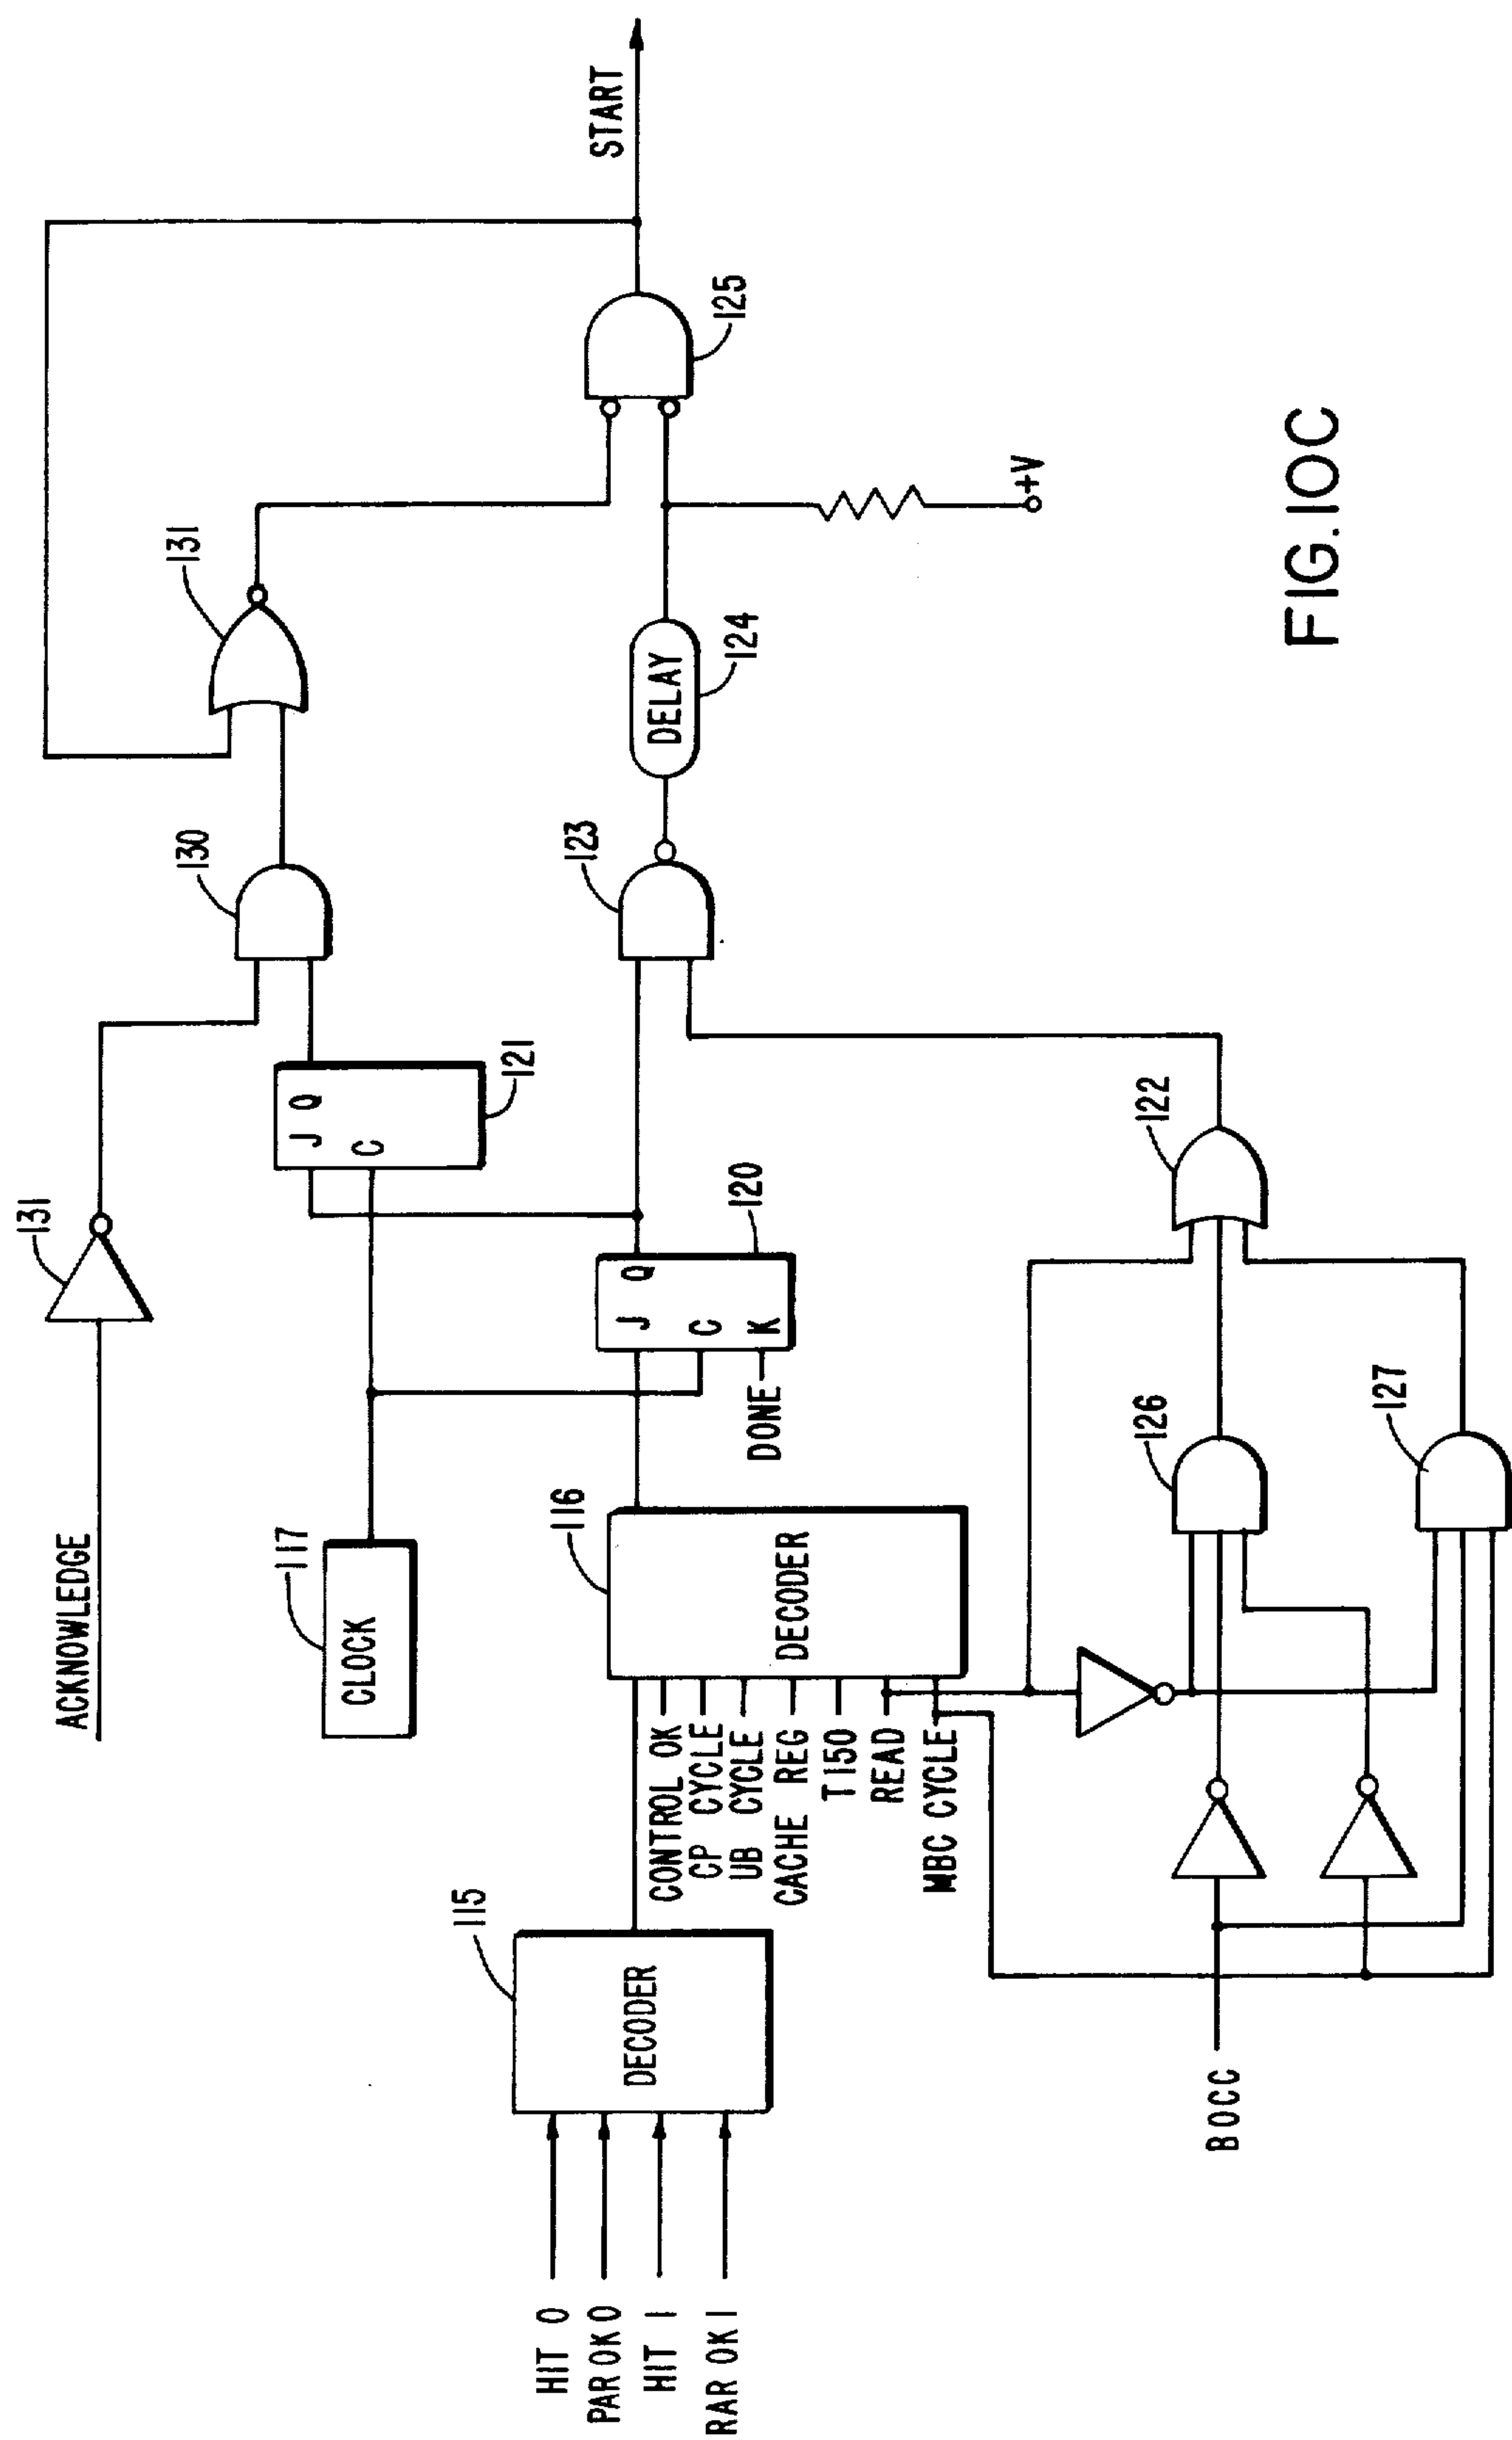 ACKNOWLEDGE
131
130
131
START
117
CLOCK
J Q
C
121
123
DELAY
124
125
+V
HIT 0
PAR OK 0
HIT 1
RAR OK 1
115
DECODER
CONTROL OK
CP CYCLE
UB CYCLE
CACHE REG
T150
READ
MBC CYCLE
116
DECODER
DONE
J Q
C
K
120
BOCC
126
127
122
FIG.10C